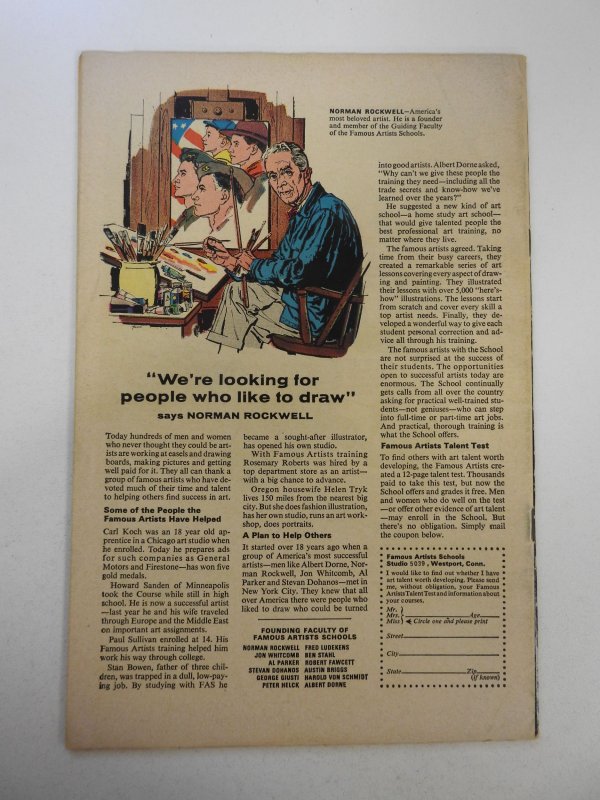 NORMAN ROCKWELL—America's
most beloved artist. He is a founder
and member of the Guiding Faculty
of the Famous Artists Schools.
"We're looking for
people who like to draw"
says NORMAN ROCKWELL
Today hundreds of men and women
who never thought they could be art-
ists are working at easels and drawing
boards, making pictures and getting
well paid for it. They all can thank a
group of famous artists who have de-
voted much of their time and talent
to helping others find success in art.
Some of the People the
Famous Artists Have Helped
Carl Koch was an 18 year old ap-
prentice in a Chicago art studio when
he enrolled. Today he prepares ads
for such companies as General
Motors and Firestone—has won five
gold medals.
Howard Sanden of Minneapolis
took the Course while still in high
school. He is now a successful artist
—last year he and his wife traveled
through Europe and the Middle East
on important art assignments.
Paul Sullivan enrolled at 14. His
Famous Artists training helped him
work his way through college.
Stan Bowen, father of three chil-
dren, was trapped in a dull, low-pay-
ing job. By studying with FAS he
became a sought-after illustrator,
has opened his own studio.
With Famous Artists training
Rosemary Roberts was hired by a
top department store as an artist—
with a big chance to advance.
Oregon housewife Helen Tryk
lives 150 miles from the nearest big
city. But she does fashion illustration,
has her own studio, runs an art work-
shop, does portraits.
A Plan to Help Others
It started over 18 years ago when a
group of America's most successful
artists—men like Albert Dorne, Nor-
man Rockwell, Jon Whitcomb, Al
Parker and Stevan Dohanos—met in
New York City. They knew that all
over America there were people who
liked to draw who could be turned
FOUNDING FACULTY OF
FAMOUS ARTISTS SCHOOLS
NORMAN ROCKWELL FRED LUDEKENS
JON WHITCOMB BEN STAHL
AL PARKER ROBERT FAWCETT
STEVAN DOHANOS AUSTIN BRIGGS
GEORGE GIUSTI HAROLD VON SCHMIDT
PETER HELCK ALBERT DORNE
into good artists. Albert Dorne asked,
"Why can't we give these people the
training they need—including all the
trade secrets and know-how we've
learned over the years?"
He suggested a new kind of art
school—a home study art school—
that would give talented people the
best professional art training, no
matter where they live.
The famous artists agreed. Taking
time from their busy careers, they
created a remarkable series of art
lessons covering every aspect of draw-
ing and painting. They illustrated
their lessons with over 5,000 "here's-
how" illustrations. The lessons start
from scratch and cover every skill a
top artist needs. Finally, they de-
veloped a wonderful way to give each
student personal correction and ad-
vice all through his training.
The famous artists with the School
are not surprised at the success of
their students. The opportunities
open to successful artists today are
enormous. The School continually
gets calls from all over the country
asking for practical well-trained stu-
dents—not geniuses—who can step
into full-time or part-time art jobs.
And practical, thorough training is
what the School offers.
Famous Artists Talent Test
To find others with art talent worth
developing, the Famous Artists cre-
ated a 12-page talent test. Thousands
paid to take this test, but now the
School offers and grades it free. Men
and women who do well on the test
—or offer other evidence of art talent
—may enroll in the School. But
there's no obligation. Simply mail
the coupon below.
Famous Artists Schools
Studio 5039, Westport, Conn.
I would like to find out whether I have
art talent worth developing. Please send
me, without obligation, your Famous
Artists Talent Test and information about
your courses.
Mr.
Mrs. Age
Miss Circle one and please print
Street
City
State Zip
(if known)